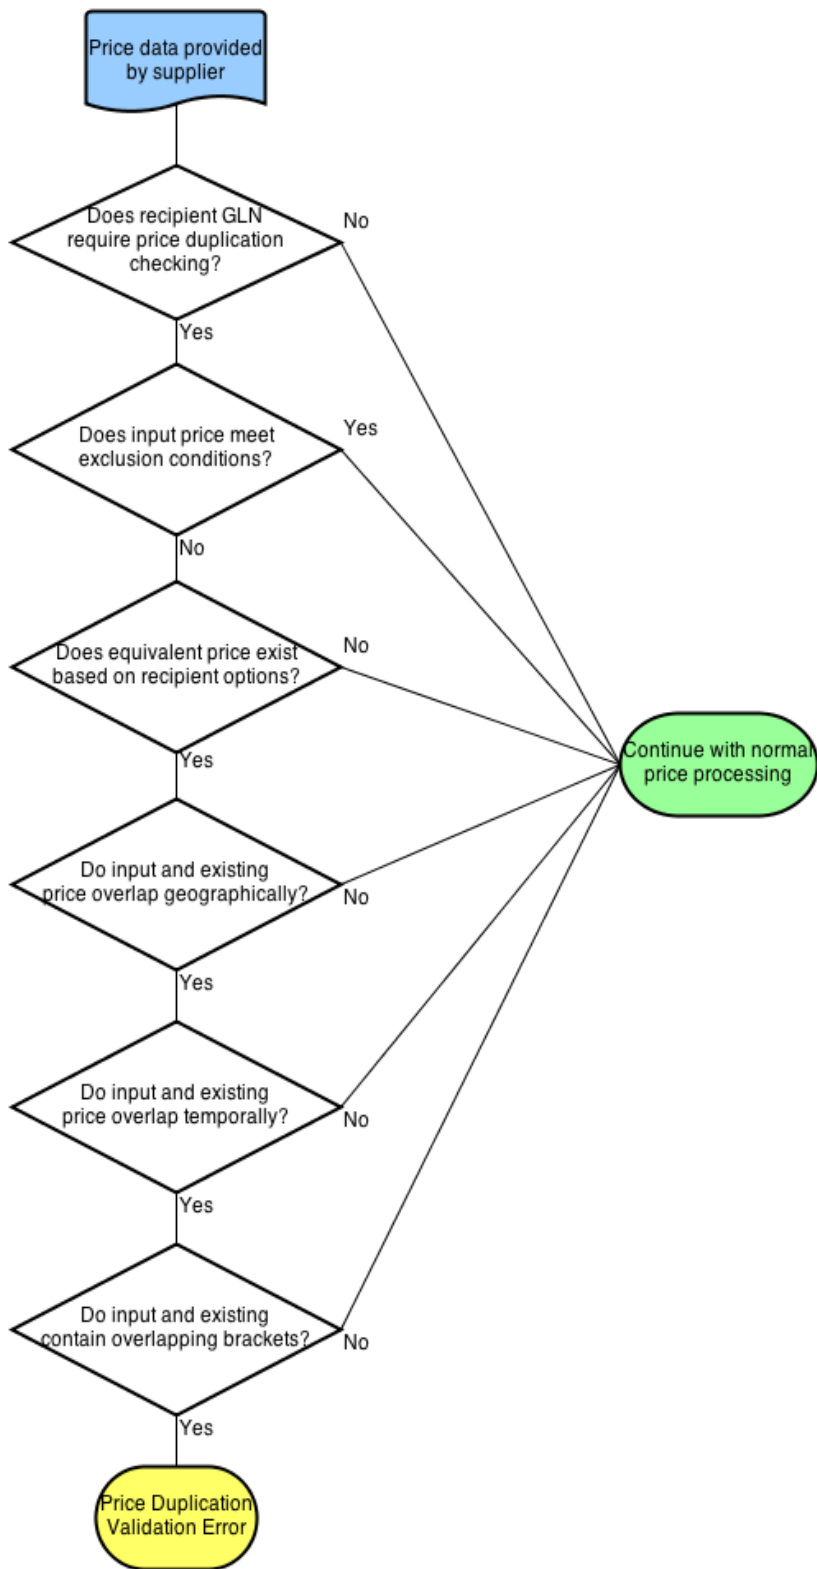 Price data provided
by supplier
Does recipient GLN
require price duplication
checking?
No
Yes
Does input price meet
exclusion conditions?
Yes
No
Does equivalent price exist
based on recipient options?
No
Yes
Continue with normal
price processing
Do input and existing
price overlap geographically?
No
Yes
Do input and existing
price overlap temporally?
No
Yes
Do input and existing
contain overlapping brackets?
No
Yes
Price Duplication
Validation Error